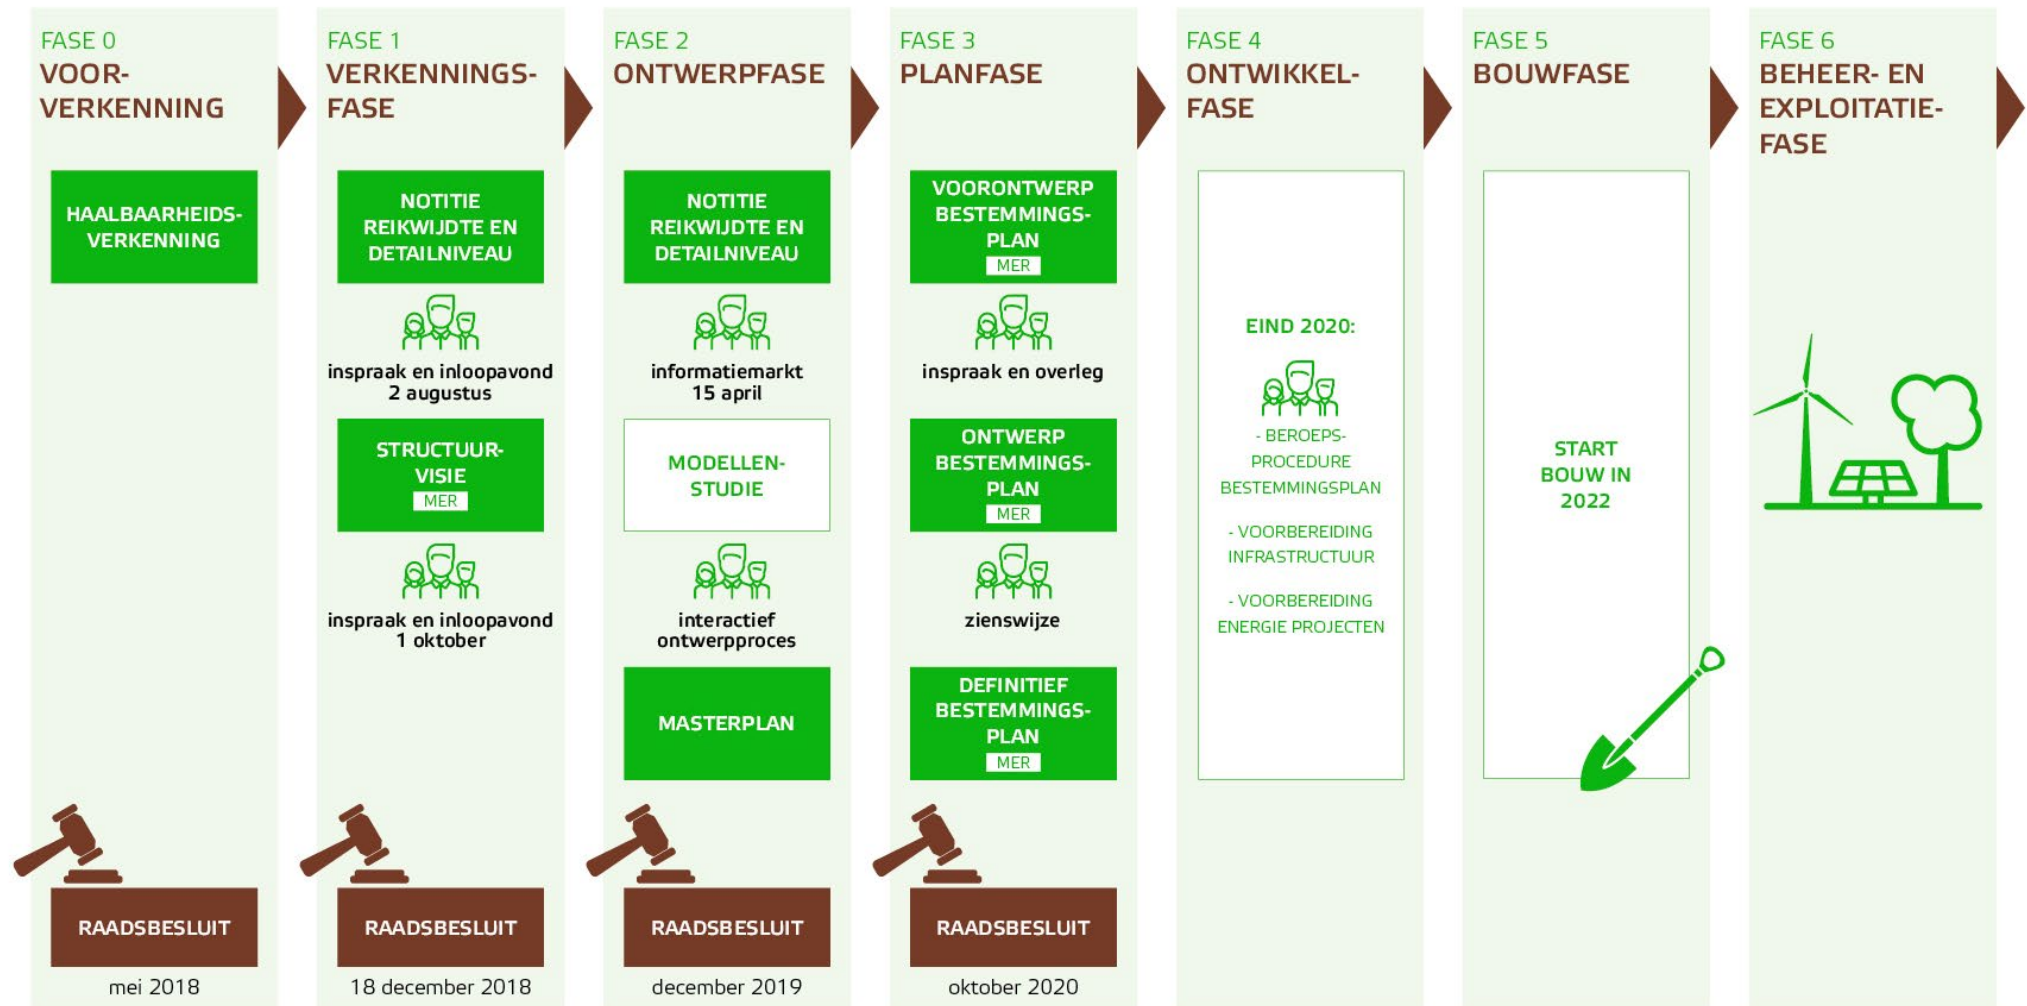 FASE 0
VOOR-
VERKENNING
HAALBAARHEIDS-
VERKENNING
RAADSBESLUIT
mei 2018
FASE 1
VERKENNINGS-
FASE
NOTITIE
REIKWIJDTE EN
DETAILNIVEAU
inspraak en inloopavond
2 augustus
STRUCTUUR-
VISIE
MER
inspraak en inloopavond
1 oktober
RAADSBESLUIT
18 december 2018
FASE 2
ONTWERPFASE
NOTITIE
REIKWIJDTE EN
DETAILNIVEAU
informatiemarkt
15 april
MODELLEN-
STUDIE
interactief
ontwerpproces
MASTERPLAN
RAADSBESLUIT
december 2019
FASE 3
PLANFASE
VOORONTWERP
BESTEMMINGS-
PLAN
MER
inspraak en overleg
ONTWERP
BESTEMMINGS-
PLAN
MER
zienswijze
DEFINITIEF
BESTEMMINGS-
PLAN
MER
RAADSBESLUIT
oktober 2020
FASE 4
ONTWIKKEL-
FASE
EIND 2020:
- BEROEPS-
PROCEDURE
BESTEMMINGSPLAN
- VOORBEREIDING
INFRASTRUCTUUR
- VOORBEREIDING
ENERGIE PROJECTEN
FASE 5
BOUWFASE
START
BOUW IN
2022
FASE 6
BEHEER- EN
EXPLOITATIE-
FASE